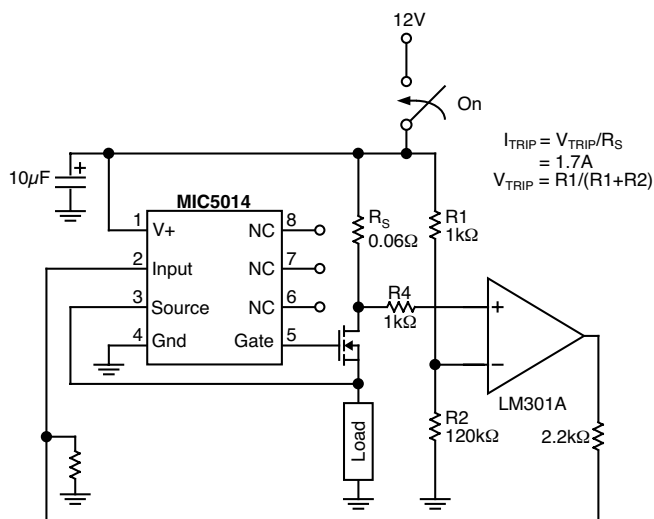 12V
On
I_TRIP = V_TRIP/R_S
= 1.7A
V_TRIP = R1/(R1+R2)
10µF
+
MIC5014
1 V+ NC 8
2 Input NC 7
3 Source NC 6
4 Gnd Gate 5
R_S
0.06Ω
R1
1kΩ
R4
1kΩ
+
−
LM301A
R2
120kΩ
2.2kΩ
Load